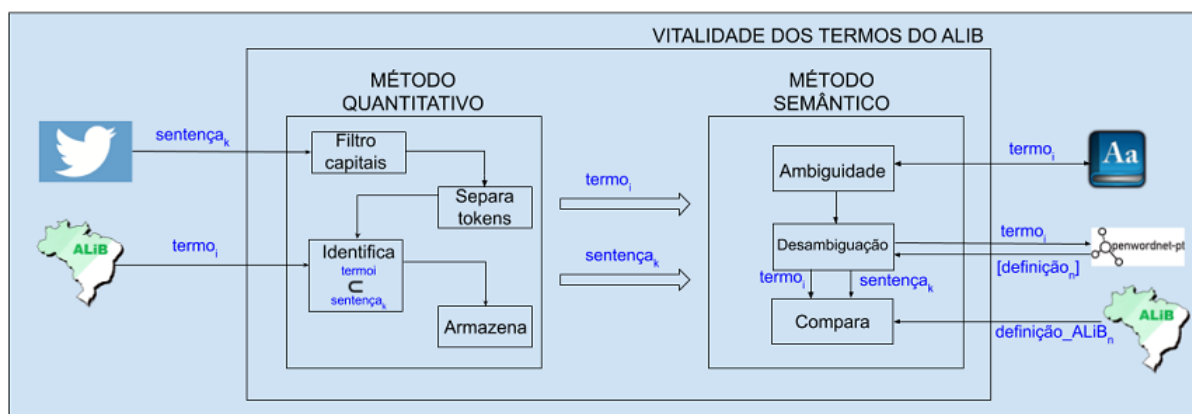 VITALIDADE DOS TERMOS DO ALIB
MÉTODO
QUANTITATIVO
MÉTODO
SEMÂNTICO
sentençaₖ
Filtro
capitais
Separa
tokens
ALiB
termoᵢ
Identifica
termoi
⊂
sentençaₖ
Armazena
termoᵢ
sentençaₖ
Ambiguidade
termoᵢ
Aa
Desambiguação
termoᵢ
[definiçãoₙ]
openwordnet-pt
termoᵢ
sentençaₖ
Compara
definição_ALiBₙ
ALiB